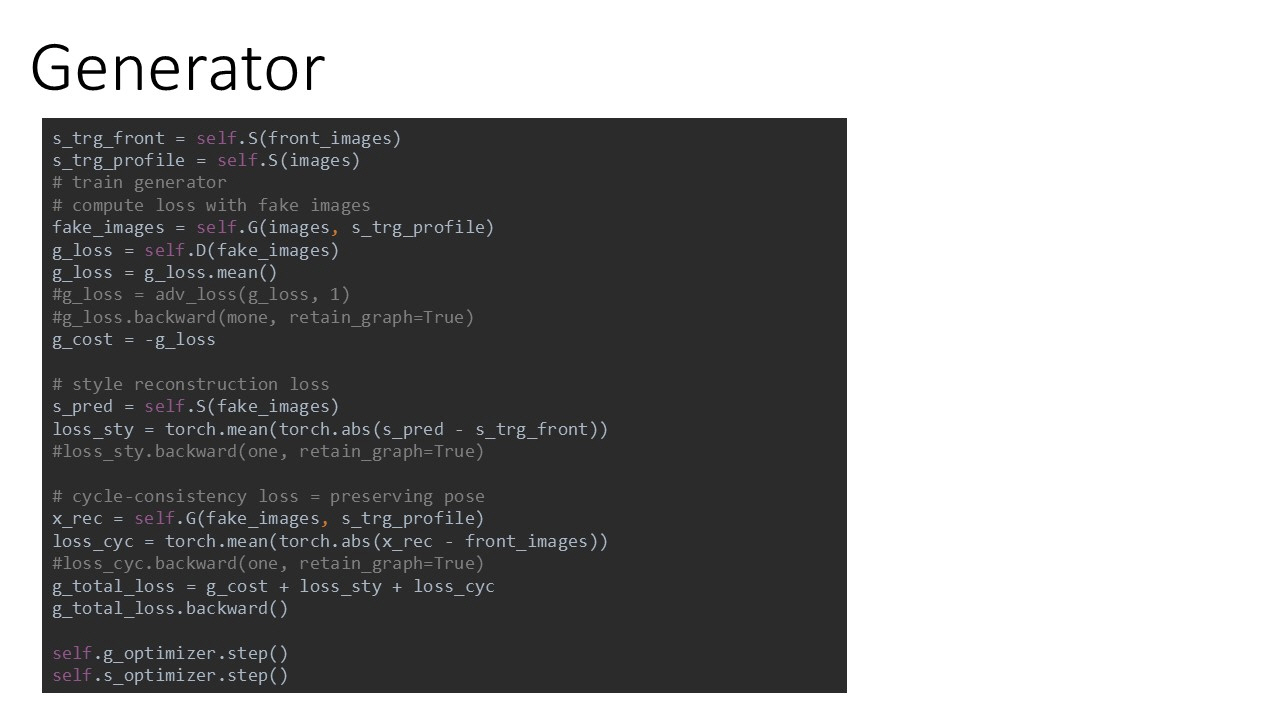 Generator
s_trg_front = self.S(front_images)
s_trg_profile = self.S(images)
# train generator
# compute loss with fake images
fake_images = self.G(images, s_trg_profile)
g_loss = self.D(fake_images)
g_loss = g_loss.mean()
#g_loss = adv_loss(g_loss, 1)
#g_loss.backward(mone, retain_graph=True)
g_cost = -g_loss
# style reconstruction loss
s_pred = self.S(fake_images)
loss_sty = torch.mean(torch.abs(s_pred - s_trg_front))
#loss_sty.backward(one, retain_graph=True)
# cycle-consistency loss = preserving pose
x_rec = self.G(fake_images, s_trg_profile)
loss_cyc = torch.mean(torch.abs(x_rec - front_images))
#loss_cyc.backward(one, retain_graph=True)
g_total_loss = g_cost + loss_sty + loss_cyc
g_total_loss.backward()
self.g_optimizer.step()
self.s_optimizer.step()